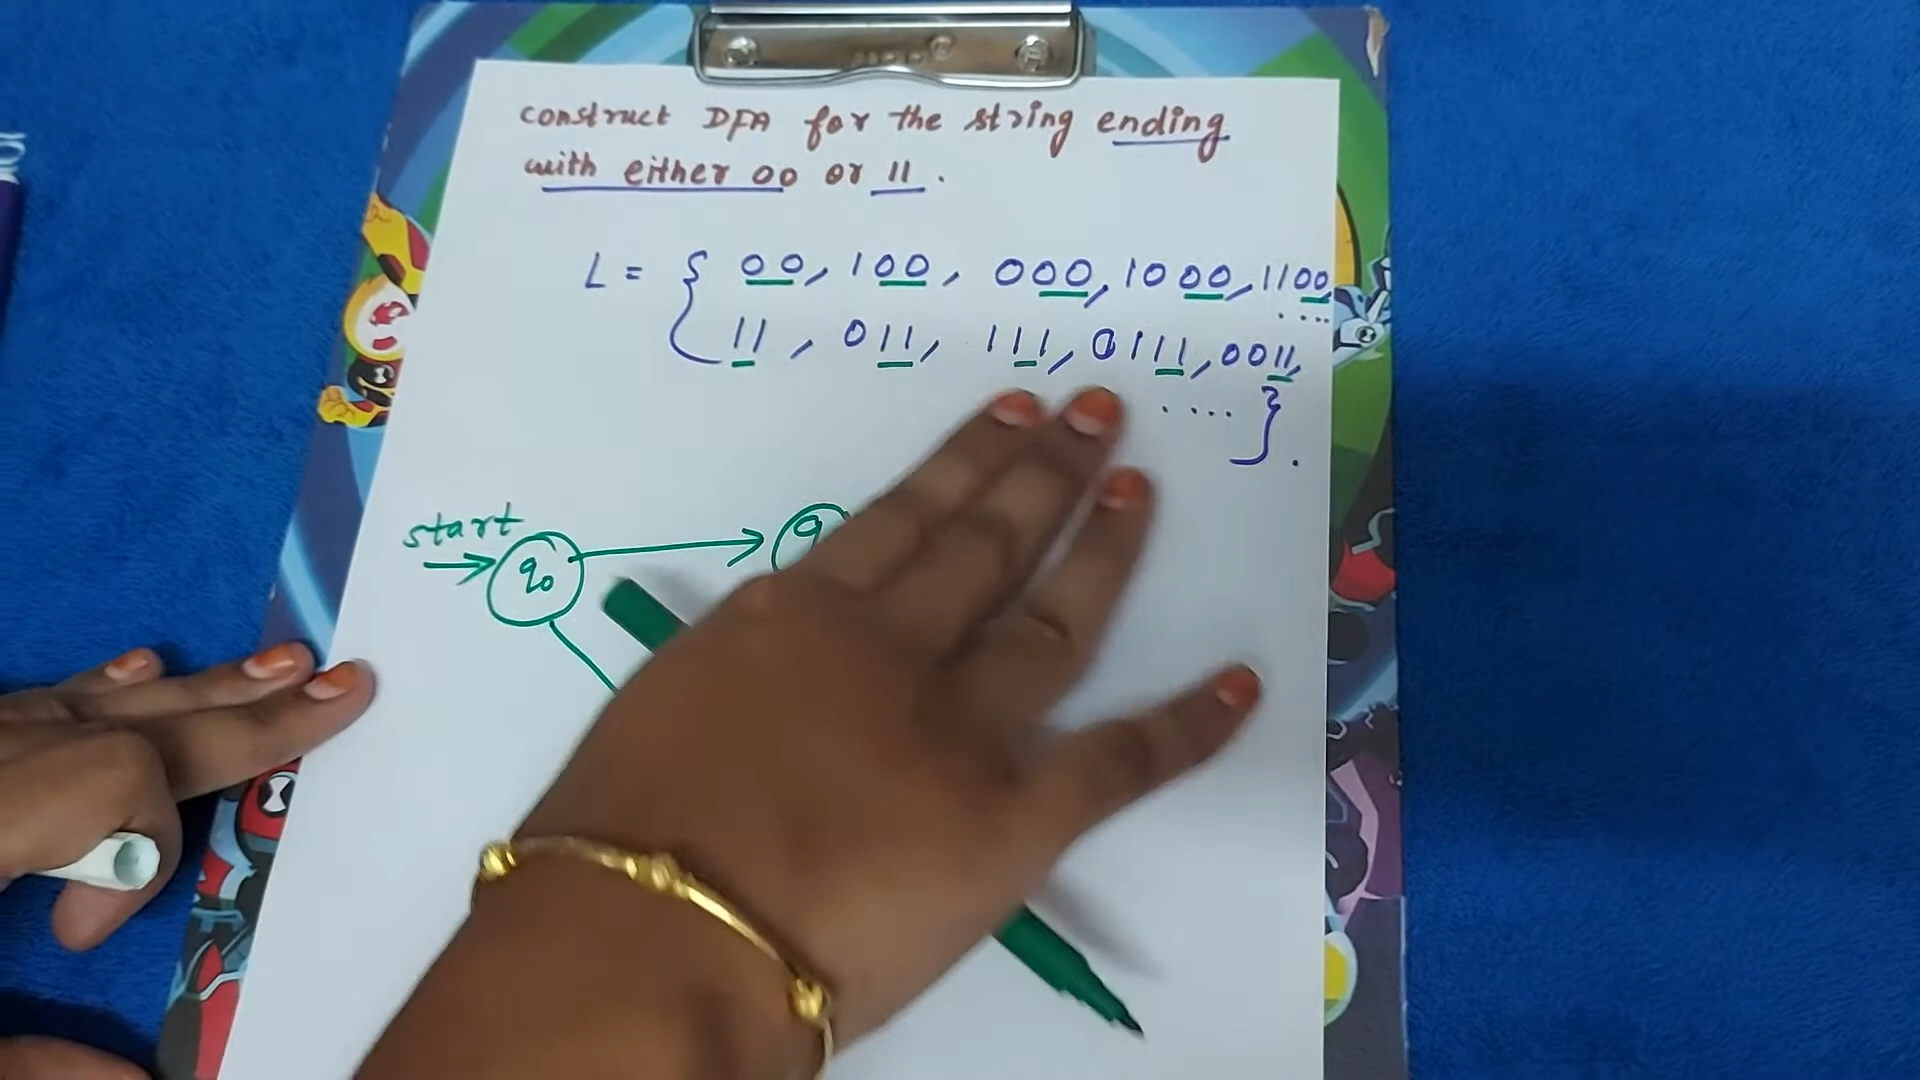 construct DFA for the string ending
with either 00 or 11.
L = { 00, 100, 000, 1000, 1100,
....
11, 011, 111, 0111, 0011,
.... }.
start
q0
q